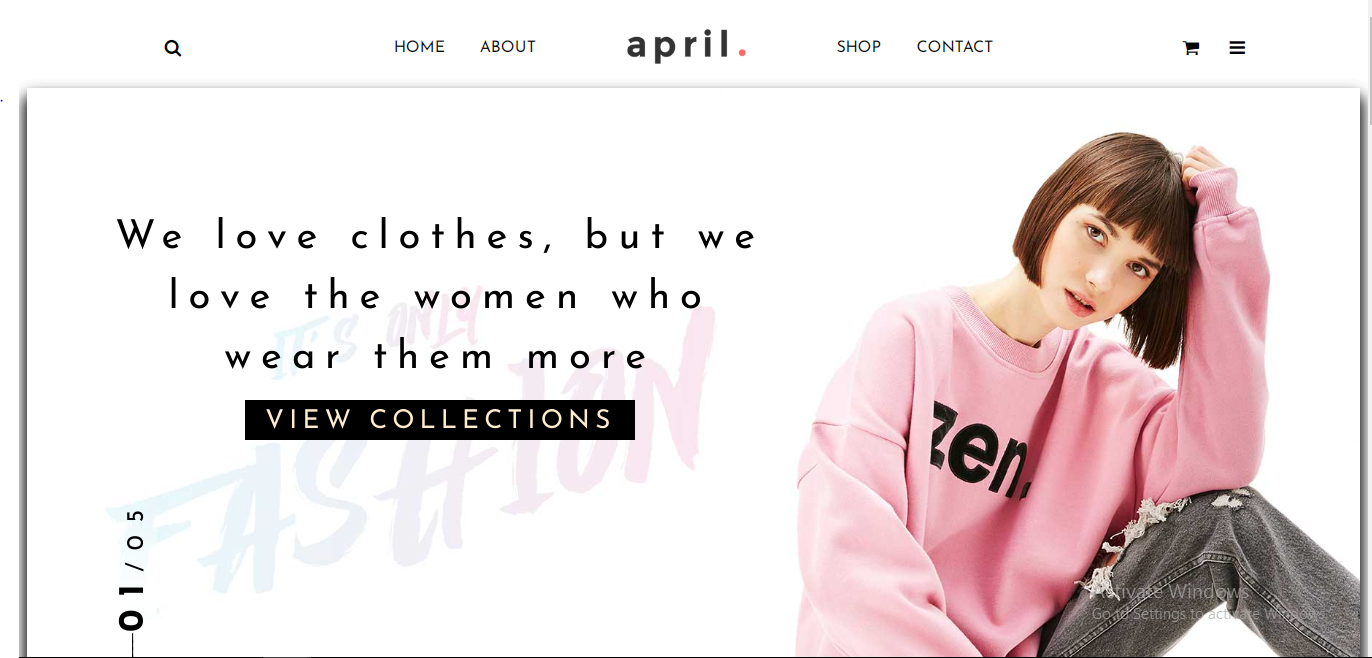 HOME
ABOUT
april.
SHOP
CONTACT
We love clothes, but we
love the women who
wear them more
IT'S ONLY
FASHION
VIEW COLLECTIONS
zen.
01 / 05
Activate Windows
Go to Settings to activate Windows.